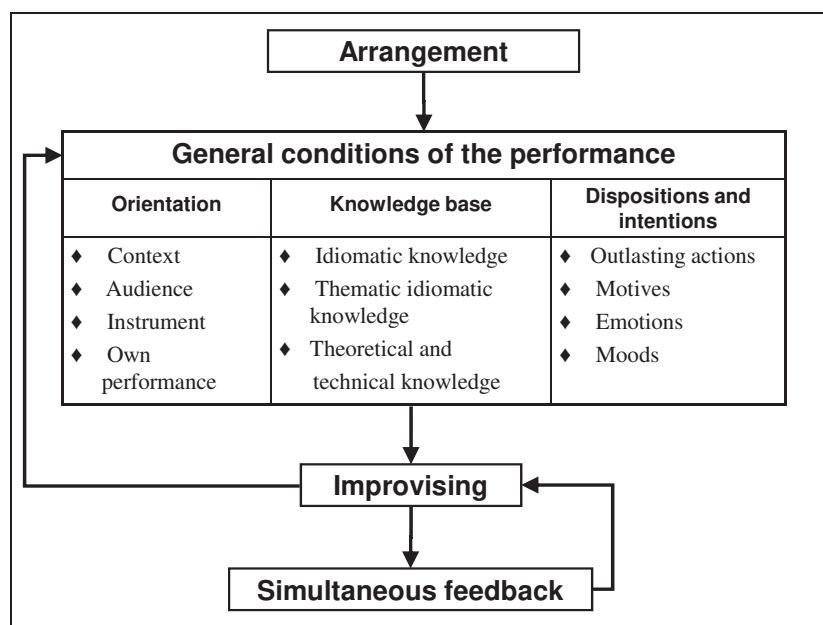 Arrangement
General conditions of the performance
Orientation
♦ Context
♦ Audience
♦ Instrument
♦ Own
performance
Knowledge base
♦ Idiomatic knowledge
♦ Thematic idiomatic
knowledge
♦ Theoretical and
technical knowledge
Dispositions and
intentions
♦ Outlasting actions
♦ Motives
♦ Emotions
♦ Moods
Improvising
Simultaneous feedback